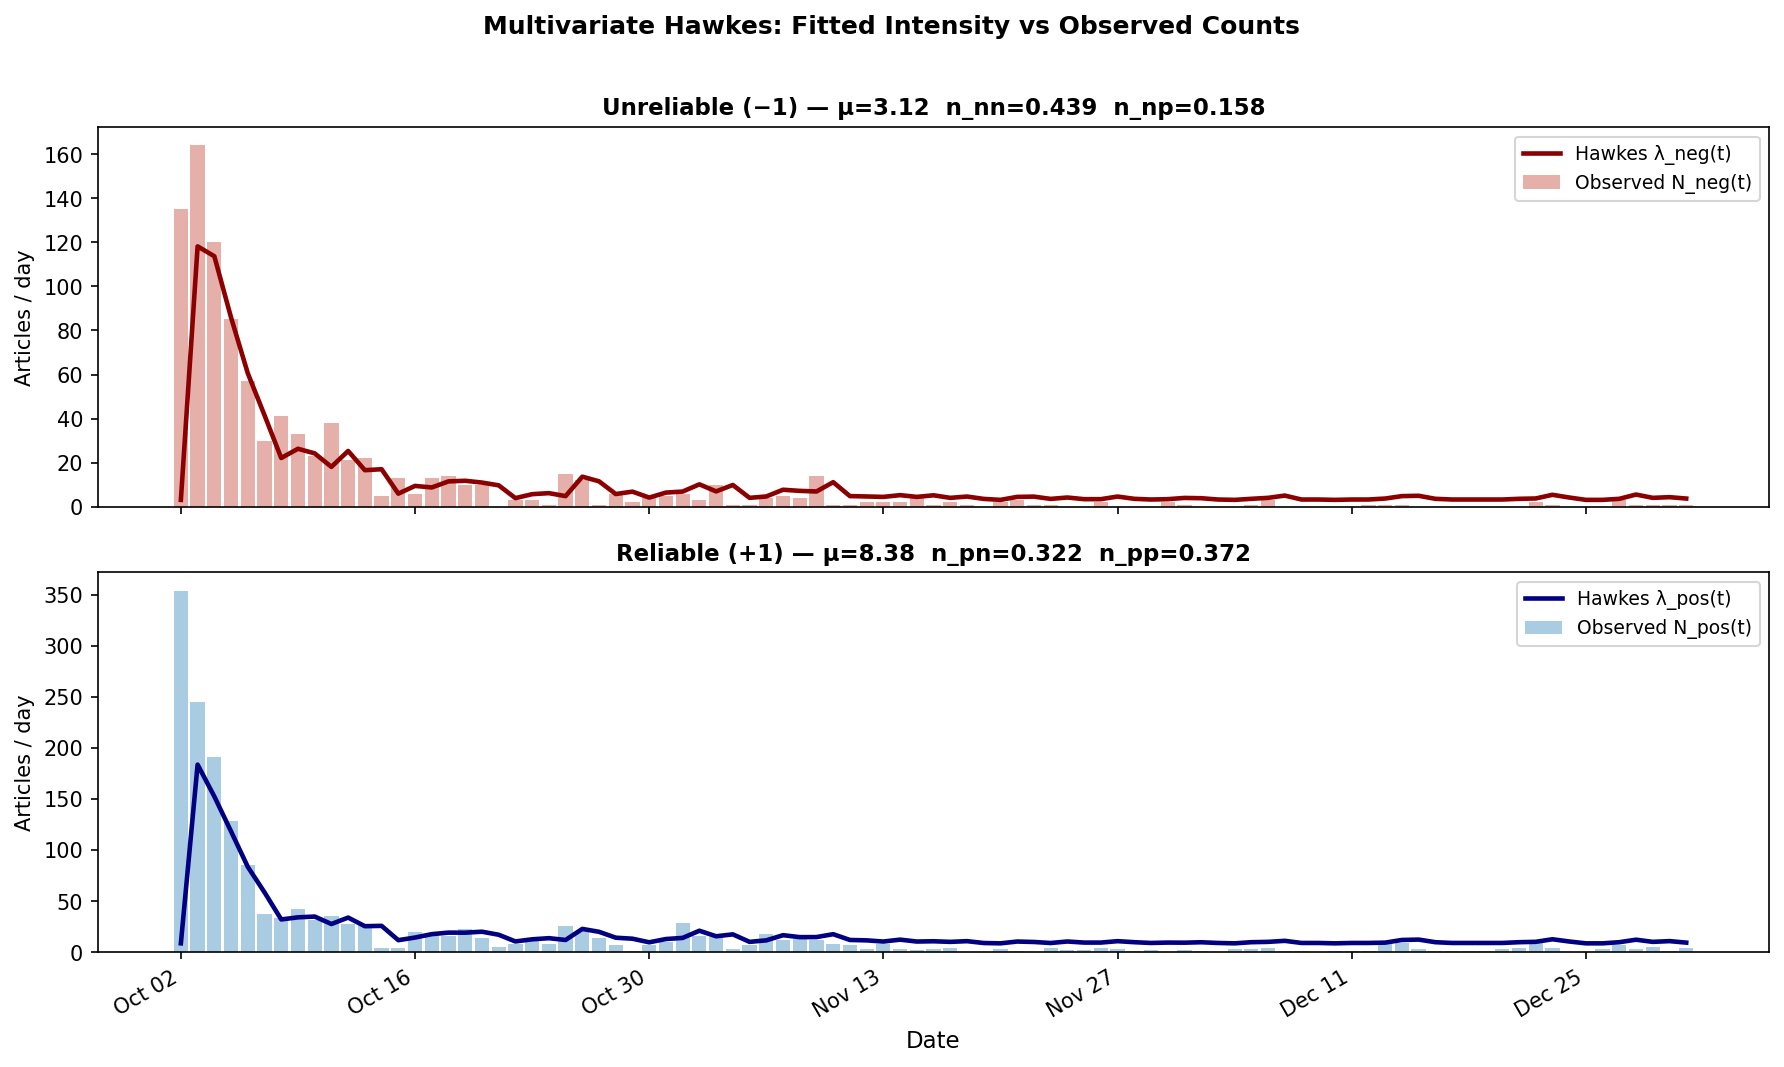 Multivariate Hawkes: Fitted Intensity vs Observed Counts
Unreliable (−1) — μ=3.12  n_nn=0.439  n_np=0.158
Hawkes λ_neg(t)
Observed N_neg(t)
Articles / day
160
140
120
100
80
60
40
20
0
Reliable (+1) — μ=8.38  n_pn=0.322  n_pp=0.372
Hawkes λ_pos(t)
Observed N_pos(t)
Articles / day
350
300
250
200
150
100
50
0
Oct 02
Oct 16
Oct 30
Nov 13
Nov 27
Dec 11
Dec 25
Date